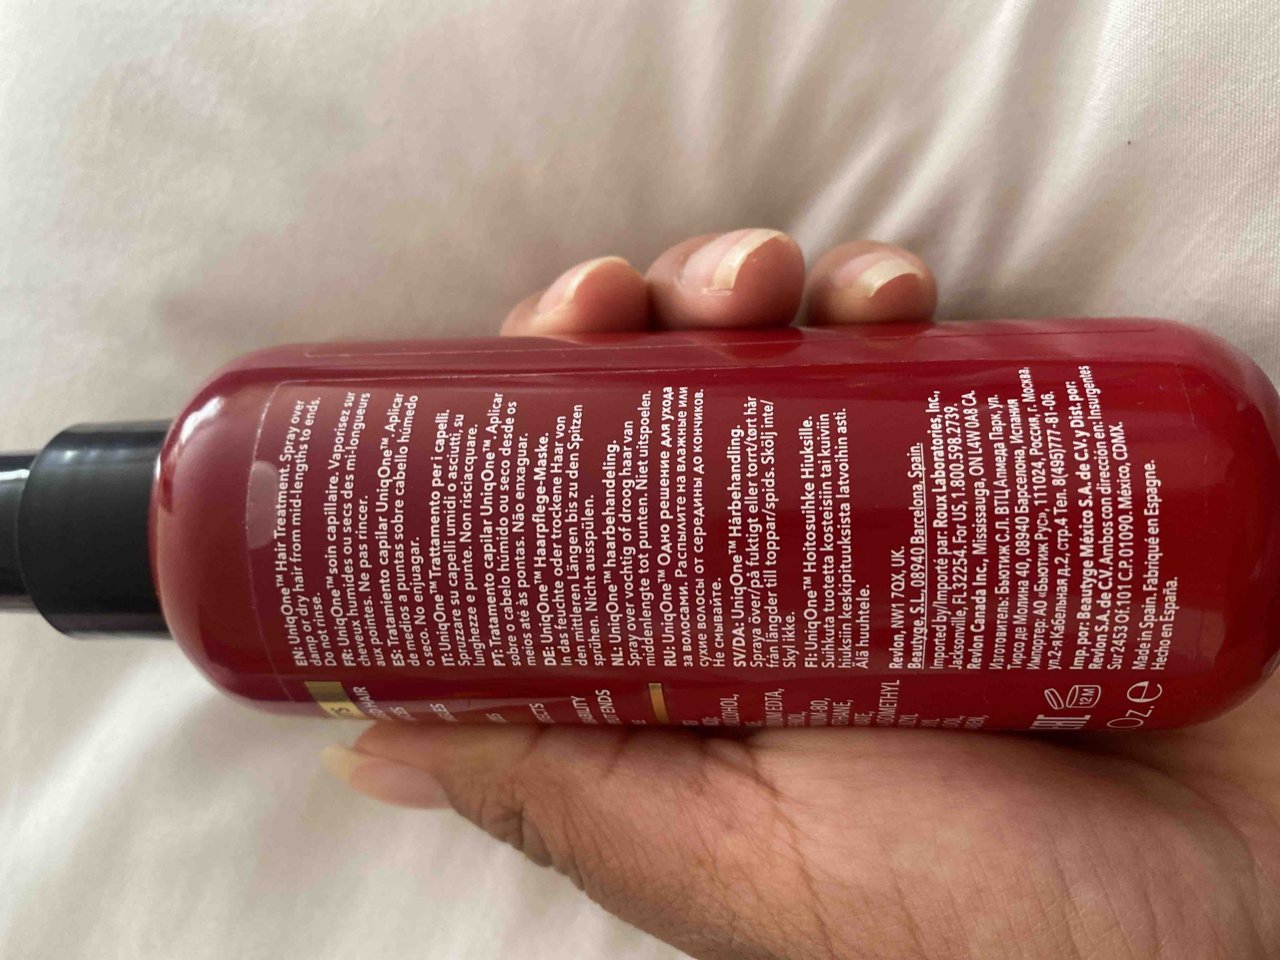 EN: UniqOne™ Hair Treatment. Spray over
damp or dry hair from mid-lengths to ends.
Do not rinse.
FR: UniqOne™ soin capillaire. Vaporisez sur
cheveux humides ou secs des mi-longueurs
aux pointes. Ne pas rincer.
ES: Tratamiento capilar UniqOne™. Aplicar
de medios a puntas sobre cabello húmedo
o seco. No enjuagar.
IT: UniqOne™ Trattamento per i capelli.
Spruzzare su capelli umidi o asciutti, su
lunghezze e punte. Non risciacquare.
PT: Tratamento capilar UniqOne™. Aplicar
sobre o cabelo húmido ou seco desde os
meios até às pontas. Não enxaguar.
DE: UniqOne™ Haarpflege-Maske.
In das feuchte oder trockene Haar von
den mittleren Längen bis zu den Spitzen
sprühen. Nicht ausspülen.
NL: UniqOne™ haarbehandeling.
Spray over vochtig of droog haar van
middenlengte tot punten. Niet uitspoelen.
RU: UniqOne™ Одно решение для ухода
за волосами. Распылите на влажные или
сухие волосы от середины до кончиков.
Не смывайте.
SV/DA: UniqOne™ Hårbehandling.
Spraya över/på fuktigt eller torrt/tort hår
från längder till toppar/spids. Skölj inte/
Skyl ikke.
FI: UniqOne™ Hoitosuihke Hiuksille.
Suihkuta tuotetta kosteisiin tai kuiviin
hiuksiin keskipituuksista latvoihin asti.
Älä huuhtele.
Revlon, NW1 7QX, UK.
Beautyge, S.L. 08940 Barcelona. Spain.
Imported by/Importé par: Roux Laboratories, Inc,
Jacksonville, FL 32254. For US, 1.800.598.2739.
Revlon Canada Inc., Mississauga, ON L4W 0A8 CA.
Изготовитель: Бьютиж С.Л. ВТЦ Алмеда Парк, ул.
Тирсо де Молина 40, 08940 Барселона, Испания
Импортер: АО «Бьютиж Рус», 111024, Россия, г. Москва,
ул.2-я Кабельная, д.2, стр.4 Тел. 8(495)777-81-06.
Imp. por: Beautyge México S.A. de C.V. y Dist. por:
Revlon S.A. de C.V. Ambos con dirección en: Insurgentes
Sur 2453 Of: 101 C.P. 01090. México, CDMX.
Made in Spain. Fabriqué en Espagne.
Hecho en España.
HAIR
ENDS
EDTA,
12M
Oz. ℮